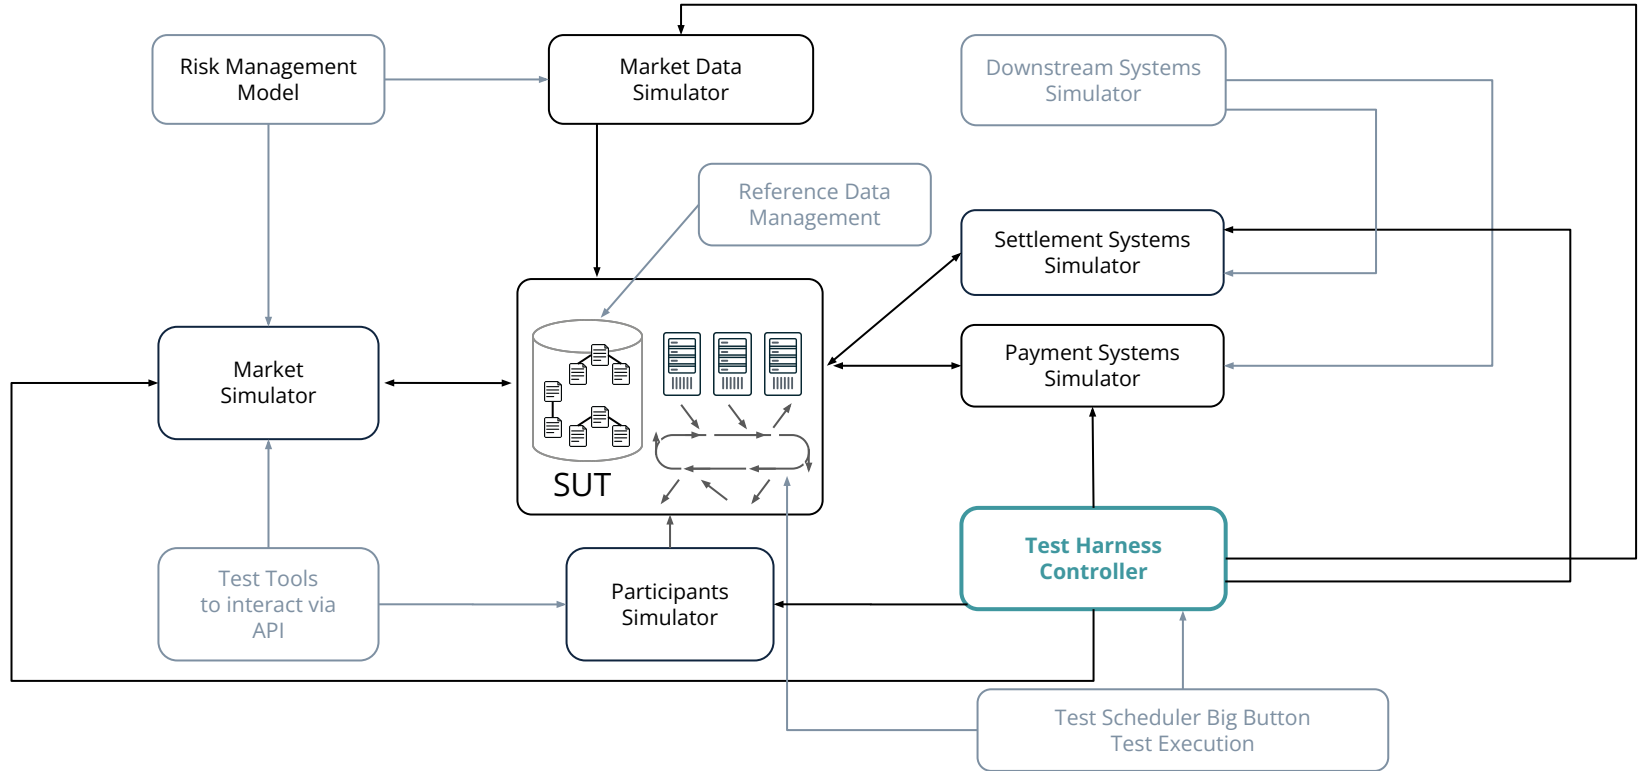 Risk Management
Model
Market Data
Simulator
Downstream Systems
Simulator
Reference Data
Management
Settlement Systems
Simulator
Market
Simulator
Payment Systems
Simulator
SUT
Test Harness
Controller
Test Tools
to interact via
API
Participants
Simulator
Test Scheduler Big Button
Test Execution